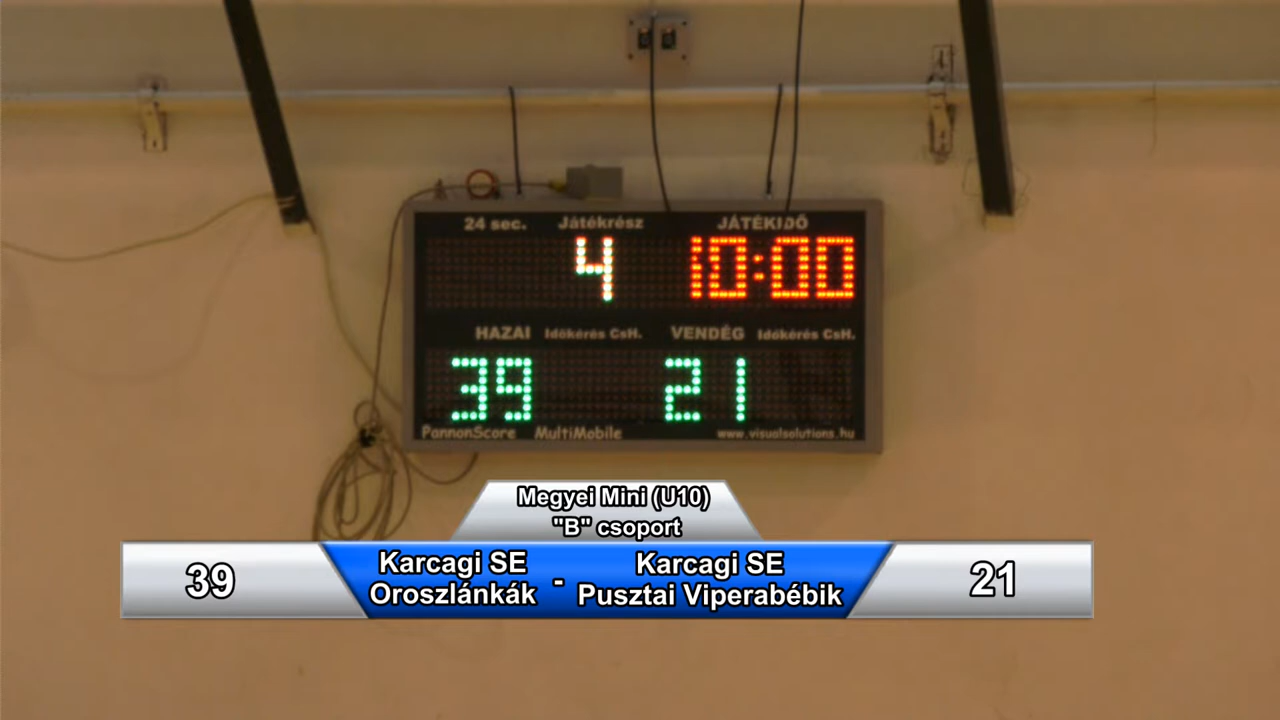 24 sec. Játékrész JÁTÉKIDŐ
4 10:00
HAZAI Időkérés CsH. VENDÉG Időkérés CsH.
39 21
PannonScore MultiMobile www.visualsolutions.hu
Megyei Mini (U10)
"B" csoport
39 Karcagi SE Oroszlánkák - Karcagi SE Pusztai Viperabébik 21